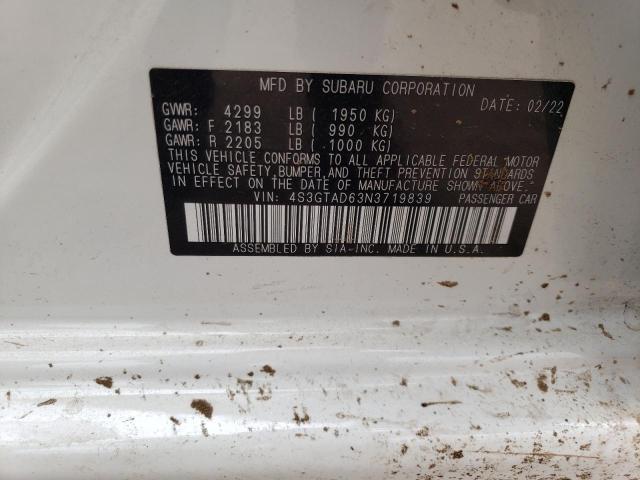 MFD BY SUBARU CORPORATION
DATE: 02/22
GVWR: 4299 LB ( 1950 KG)
GAWR: F 2183 LB ( 990 KG)
GAWR: R 2205 LB ( 1000 KG)
THIS VEHICLE CONFORMS TO ALL APPLICABLE FEDERAL MOTOR
VEHICLE SAFETY,BUMPER,AND THEFT PREVENTION STANDARDS
IN EFFECT ON THE DATE OF MANUFACTURE SHOWN ABOVE.
VIN: 4S3GTAD63N3719839 PASSENGER CAR
ASSEMBLED BY SIA-INC. MADE IN U.S.A.